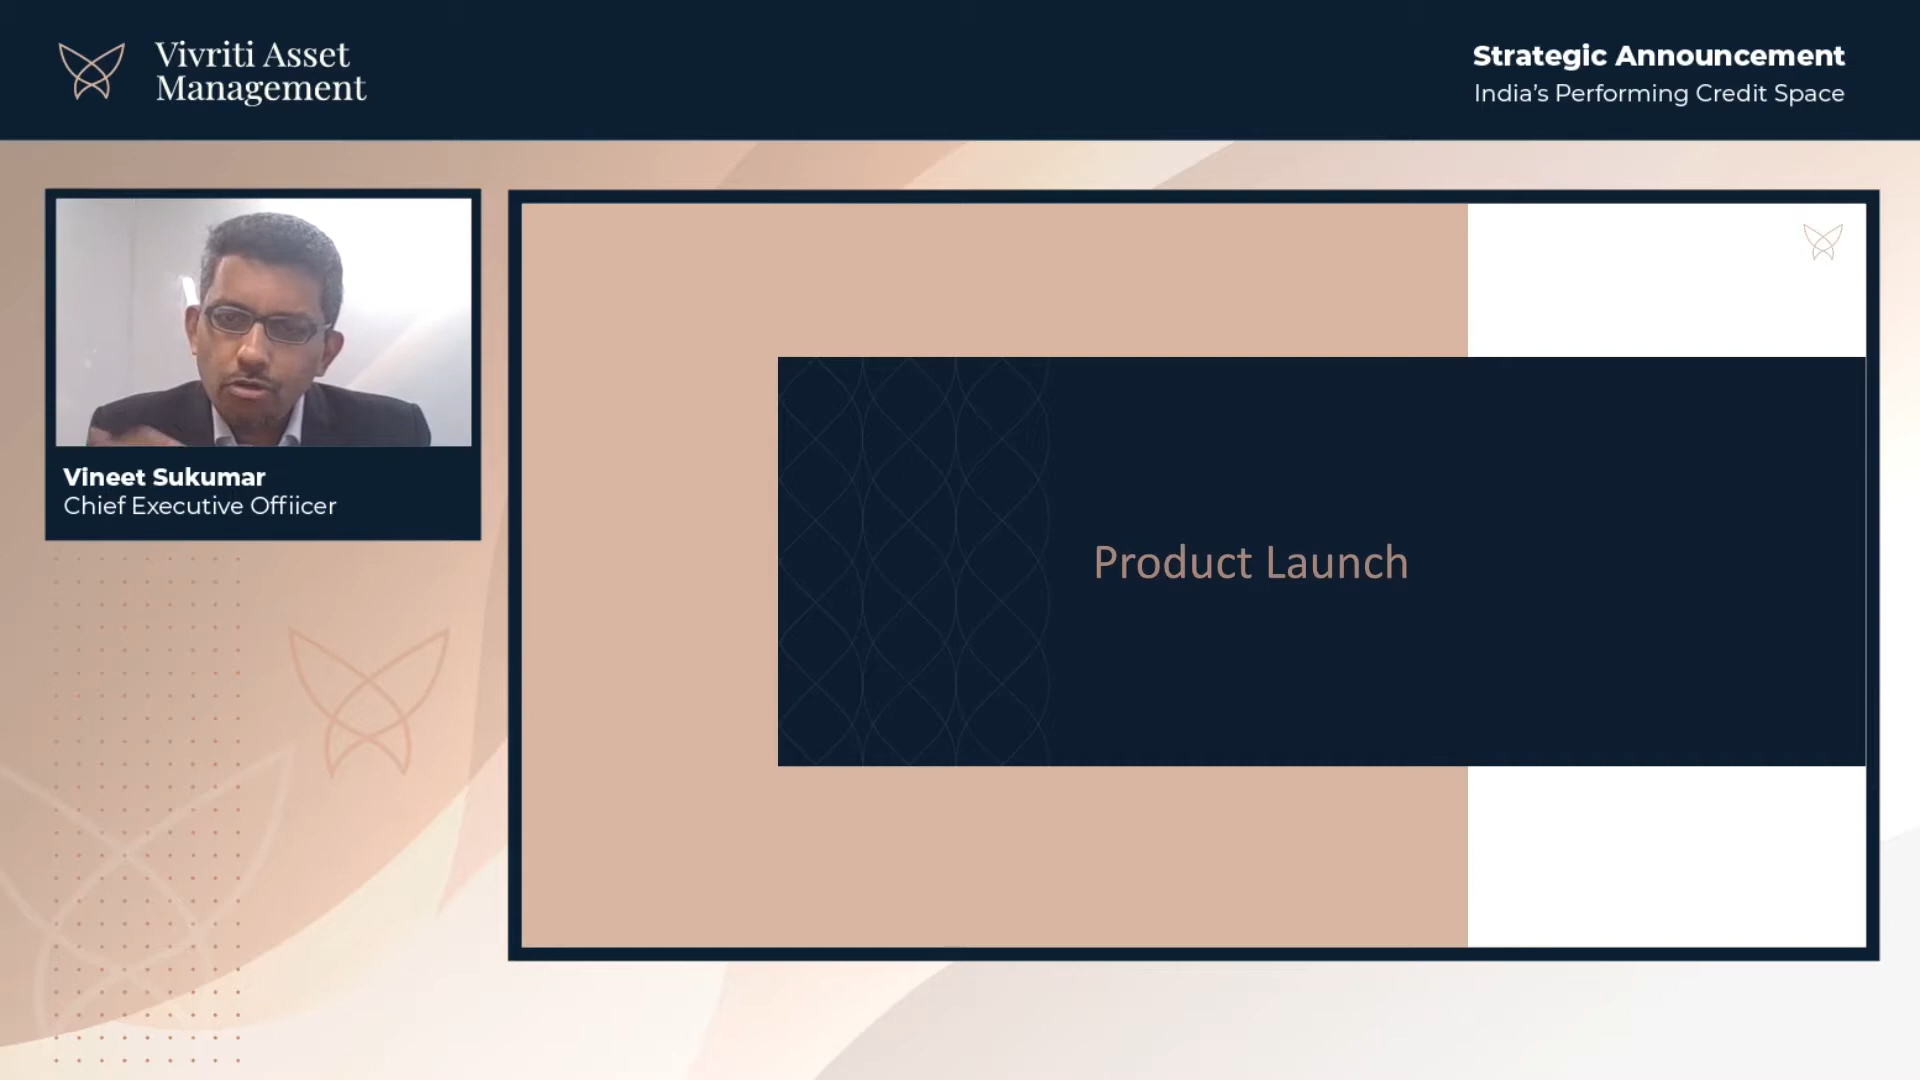 Vivriti Asset
Management
Strategic Announcement
India's Performing Credit Space
Vineet Sukumar
Chief Executive Offiicer
Product Launch